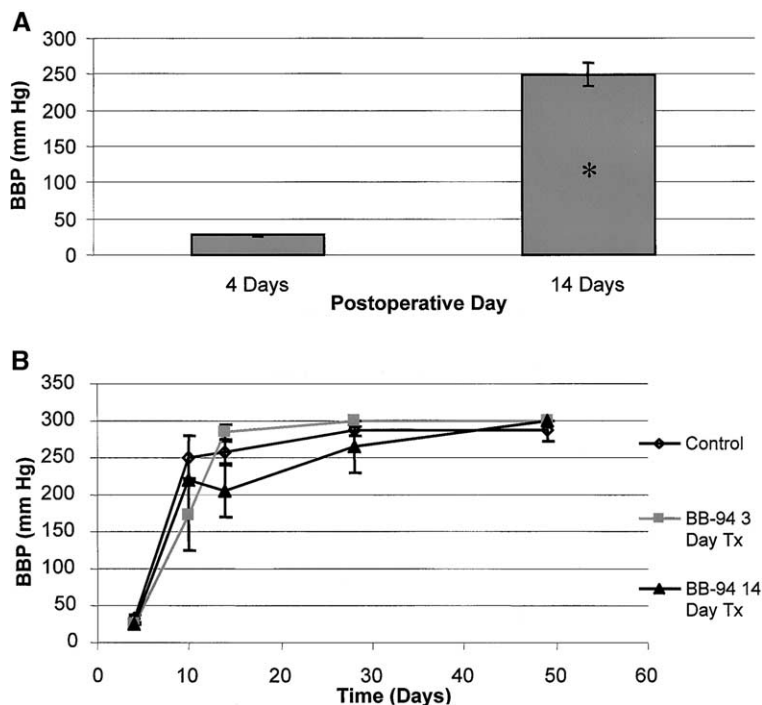 A
BBP (mm Hg)
300
250
200
150
100
50
0
*
4 Days
14 Days
Postoperative Day
B
BBP (mm Hg)
350
300
250
200
150
100
50
0
0
10
20
30
40
50
60
Time (Days)
Control
BB-94 3
Day Tx
BB-94 14
Day Tx